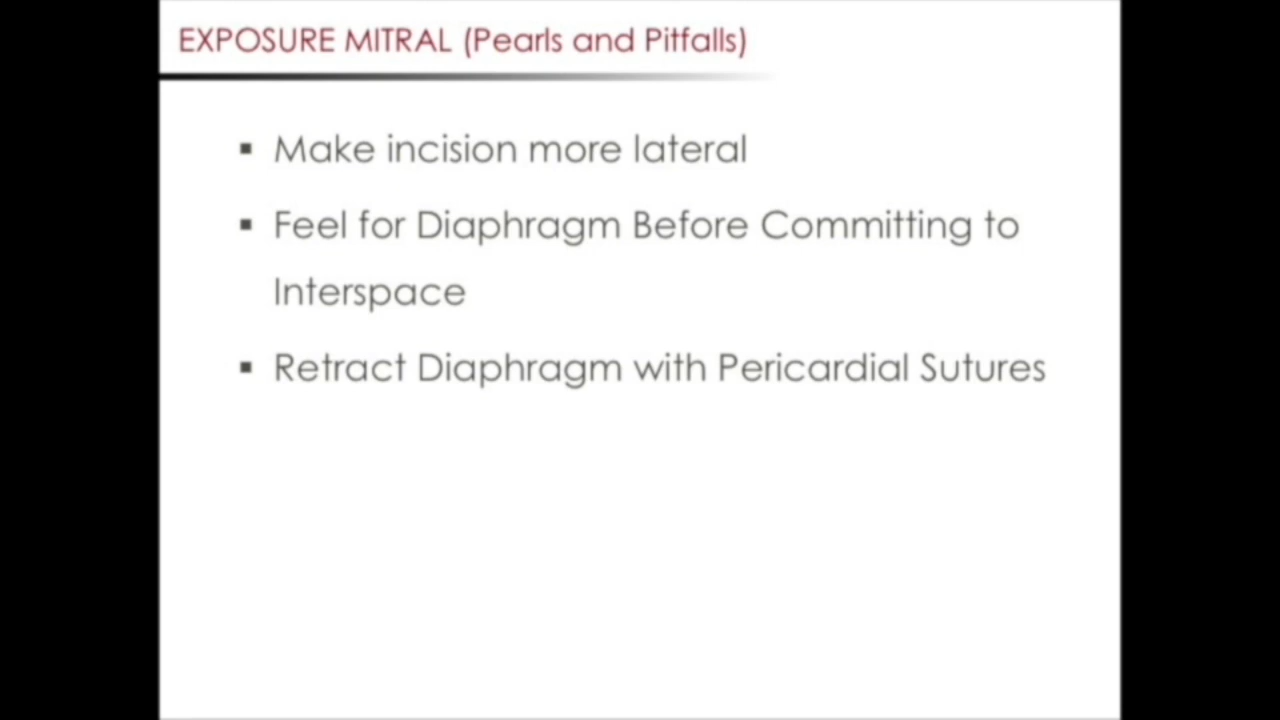 EXPOSURE MITRAL (Pearls and Pitfalls)
▪ Make incision more lateral
▪ Feel for Diaphragm Before Committing to
Interspace
▪ Retract Diaphragm with Pericardial Sutures